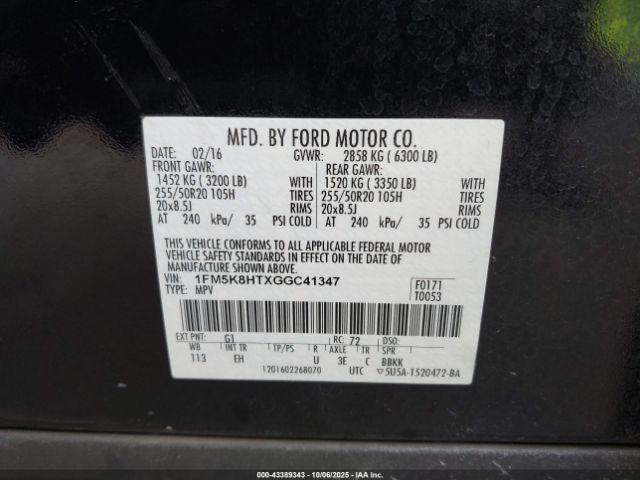 MFD. BY FORD MOTOR CO.
DATE: 02/16 GVWR: 2858 KG ( 6300 LB)
FRONT GAWR: REAR GAWR:
1452 KG ( 3200 LB) WITH 1520 KG ( 3350 LB) WITH
255/50R20 105H TIRES 255/50R20 105H TIRES
20x8.5J RIMS 20x8.5J RIMS
AT 240 kPa/ 35 PSI COLD AT 240 kPa/ 35 PSI COLD
THIS VEHICLE CONFORMS TO ALL APPLICABLE FEDERAL MOTOR
VEHICLE SAFETY STANDARDS IN EFFECT ON THE DATE OF
MANUFACTURE SHOWN ABOVE.
VIN: 1FM5K8HTXGGC41347 F0171
TYPE: MPV T0053
EXT PNT: G1 RC: 72 DSO:
WB INT TR TP/PS R AXLE TR SPR
113 EH U 3E C BBKK
1201602268070 UTC ▽5U5A-1520472-BA
© -43389343 - 10/06/2025 - IAA, Inc.